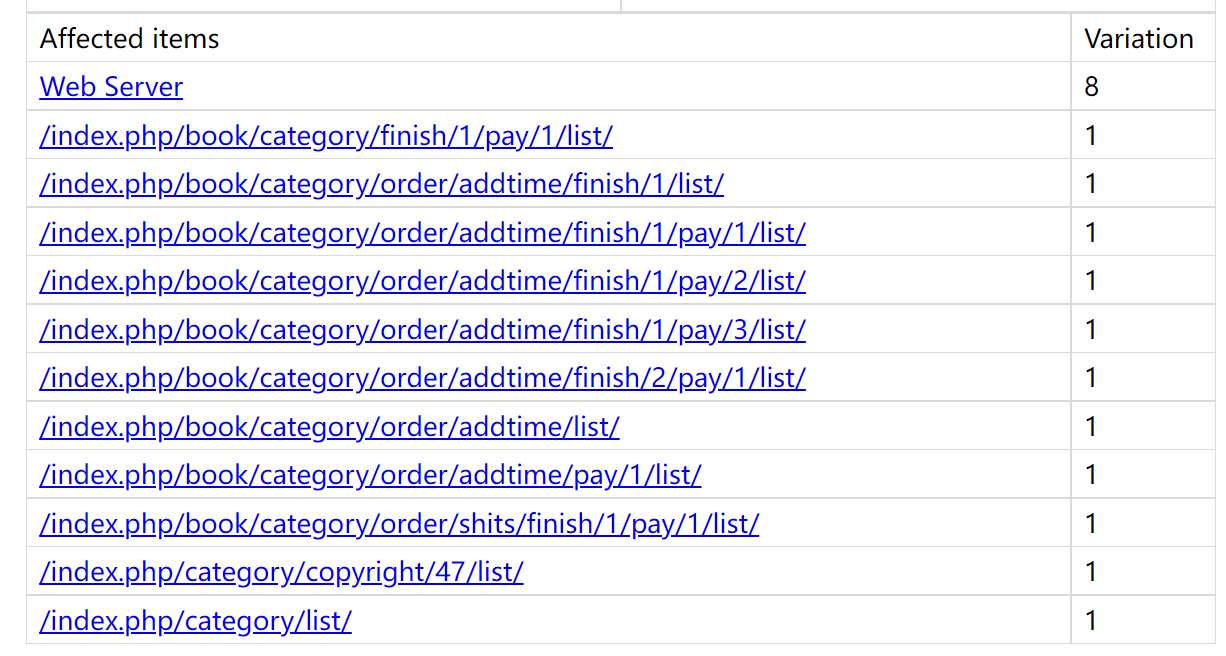 Affected items Variation
Web Server 8
/index.php/book/category/finish/1/pay/1/list/ 1
/index.php/book/category/order/addtime/finish/1/list/ 1
/index.php/book/category/order/addtime/finish/1/pay/1/list/ 1
/index.php/book/category/order/addtime/finish/1/pay/2/list/ 1
/index.php/book/category/order/addtime/finish/1/pay/3/list/ 1
/index.php/book/category/order/addtime/finish/2/pay/1/list/ 1
/index.php/book/category/order/addtime/list/ 1
/index.php/book/category/order/addtime/pay/1/list/ 1
/index.php/book/category/order/shits/finish/1/pay/1/list/ 1
/index.php/category/copyright/47/list/ 1
/index.php/category/list/ 1